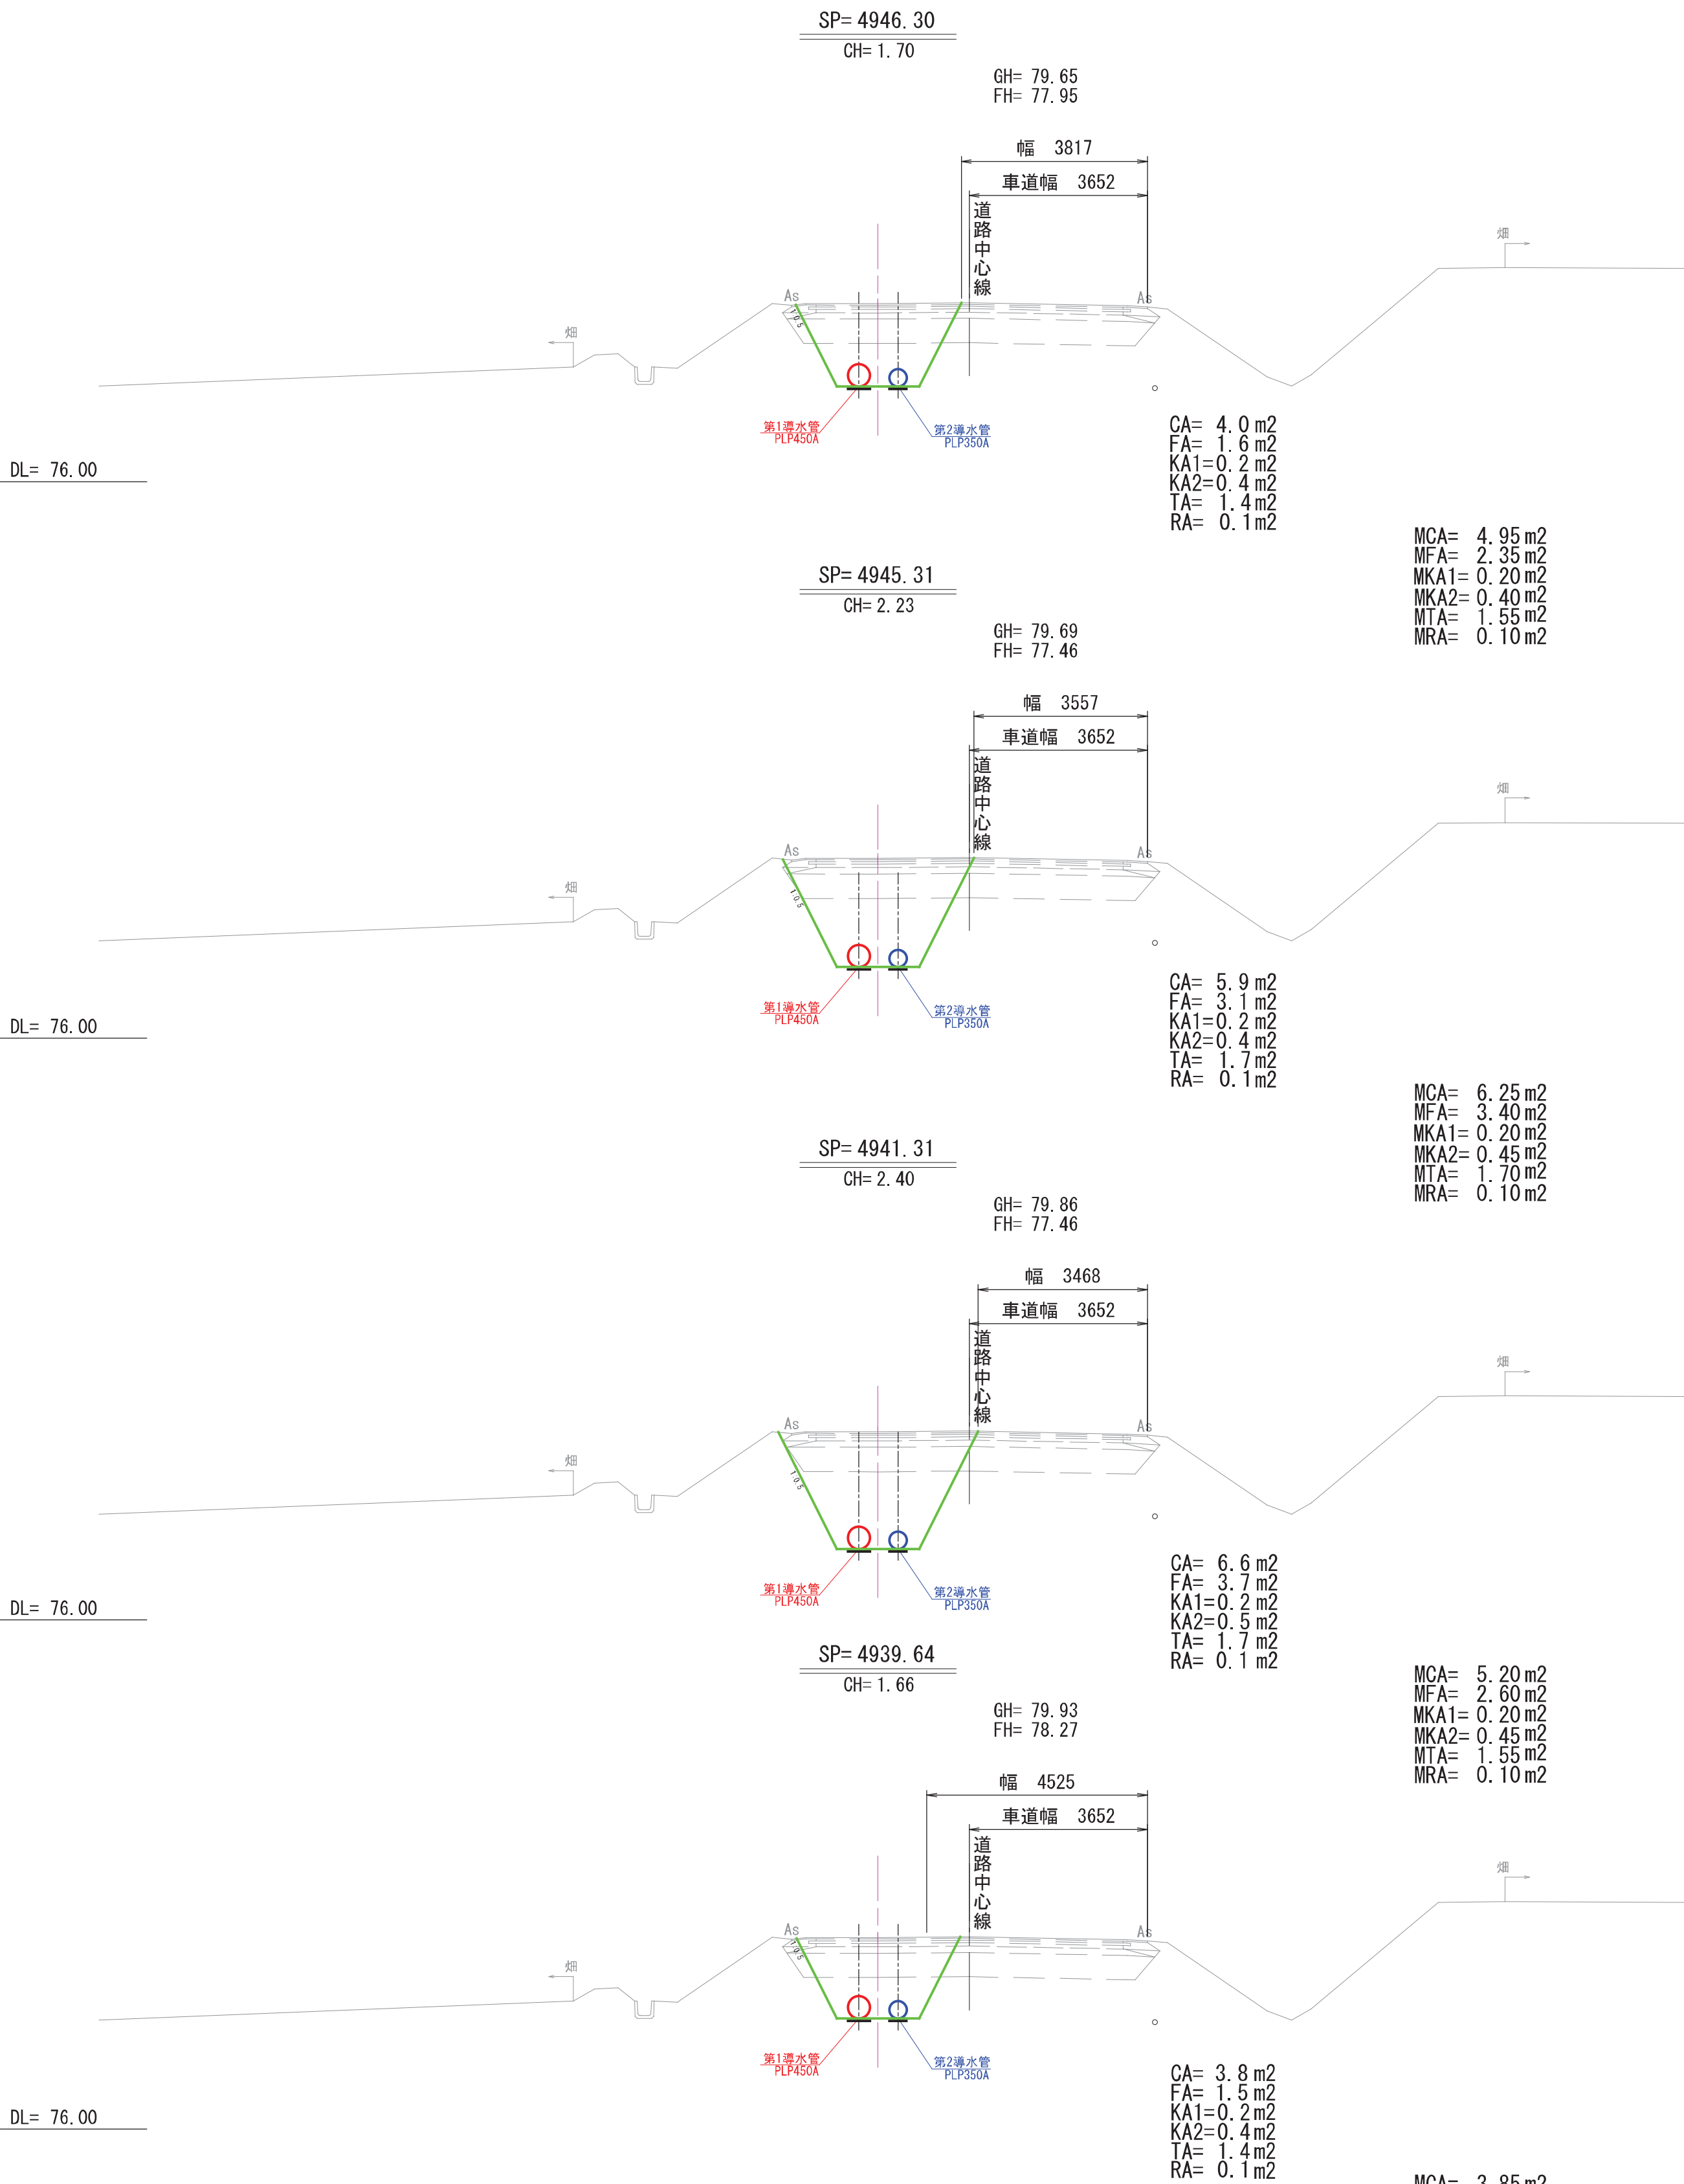 SP= 4946. 30
CH= 1. 70
GH= 79. 65
FH= 77. 95
幅 3817
車道幅 3652
道路中心線
畑
As
As
1:0.5
畑
第1導水管
PLP450A
第2導水管
PLP350A
DL= 76. 00
CA= 4. 0 m2
FA= 1. 6 m2
KA1=0. 2 m2
KA2=0. 4 m2
TA= 1. 4 m2
RA= 0. 1 m2
MCA= 4. 95 m2
MFA= 2. 35 m2
MKA1= 0. 20 m2
MKA2= 0. 40 m2
MTA= 1. 55 m2
MRA= 0. 10 m2
SP= 4945. 31
CH= 2. 23
GH= 79. 69
FH= 77. 46
幅 3557
車道幅 3652
道路中心線
畑
As
As
1:0.5
畑
第1導水管
PLP450A
第2導水管
PLP350A
DL= 76. 00
CA= 5. 9 m2
FA= 3. 1 m2
KA1=0. 2 m2
KA2=0. 4 m2
TA= 1. 7 m2
RA= 0. 1 m2
MCA= 6. 25 m2
MFA= 3. 40 m2
MKA1= 0. 20 m2
MKA2= 0. 45 m2
MTA= 1. 70 m2
MRA= 0. 10 m2
SP= 4941. 31
CH= 2. 40
GH= 79. 86
FH= 77. 46
幅 3468
車道幅 3652
道路中心線
畑
As
As
1:0.5
畑
第1導水管
PLP450A
第2導水管
PLP350A
DL= 76. 00
CA= 6. 6 m2
FA= 3. 7 m2
KA1=0. 2 m2
KA2=0. 5 m2
TA= 1. 7 m2
RA= 0. 1 m2
MCA= 5. 20 m2
MFA= 2. 60 m2
MKA1= 0. 20 m2
MKA2= 0. 45 m2
MTA= 1. 55 m2
MRA= 0. 10 m2
SP= 4939. 64
CH= 1. 66
GH= 79. 93
FH= 78. 27
幅 4525
車道幅 3652
道路中心線
畑
As
As
1:0.5
畑
第1導水管
PLP450A
第2導水管
PLP350A
DL= 76. 00
CA= 3. 8 m2
FA= 1. 5 m2
KA1=0. 2 m2
KA2=0. 4 m2
TA= 1. 4 m2
RA= 0. 1 m2
MCA= 3. 85 m2